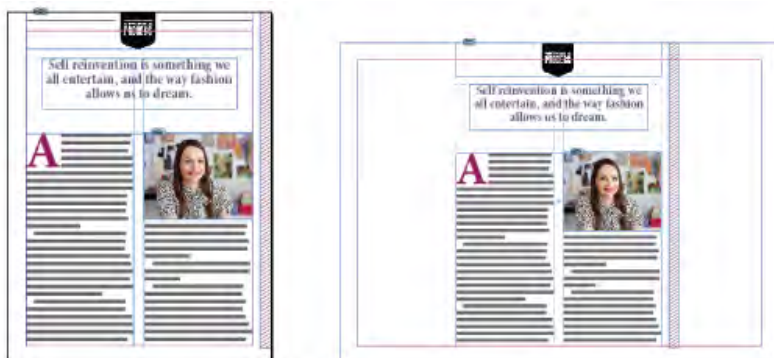 Self reinvention is something we
all entertain, and the way fashion
allows us to dream.
A
Self reinvention is something we
all entertain, and the way fashion
allows us to dream.
A